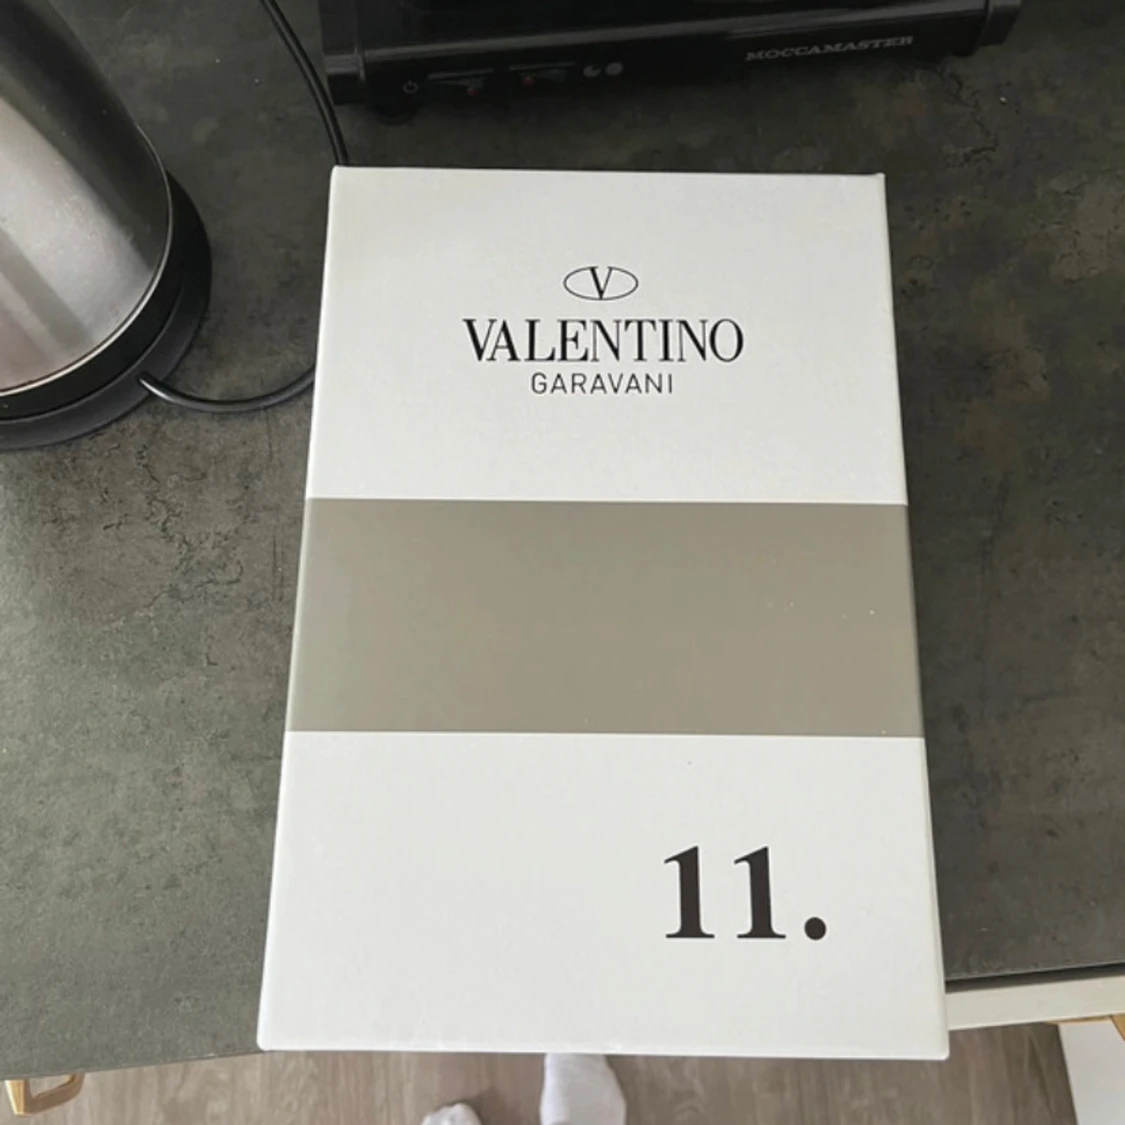 MOCCAMASTER
V
VALENTINO
GARAVANI
11.